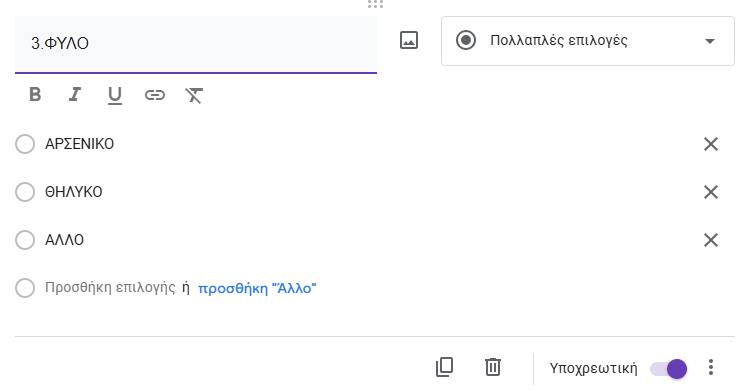 3.ΦΥΛΟ
Πολλαπλές επιλογές
B I U
ΑΡΣΕΝΙΚΟ
ΘΗΛΥΚΟ
ΑΛΛΟ
Προσθήκη επιλογής ή προσθήκη "Άλλο"
Υποχρεωτική